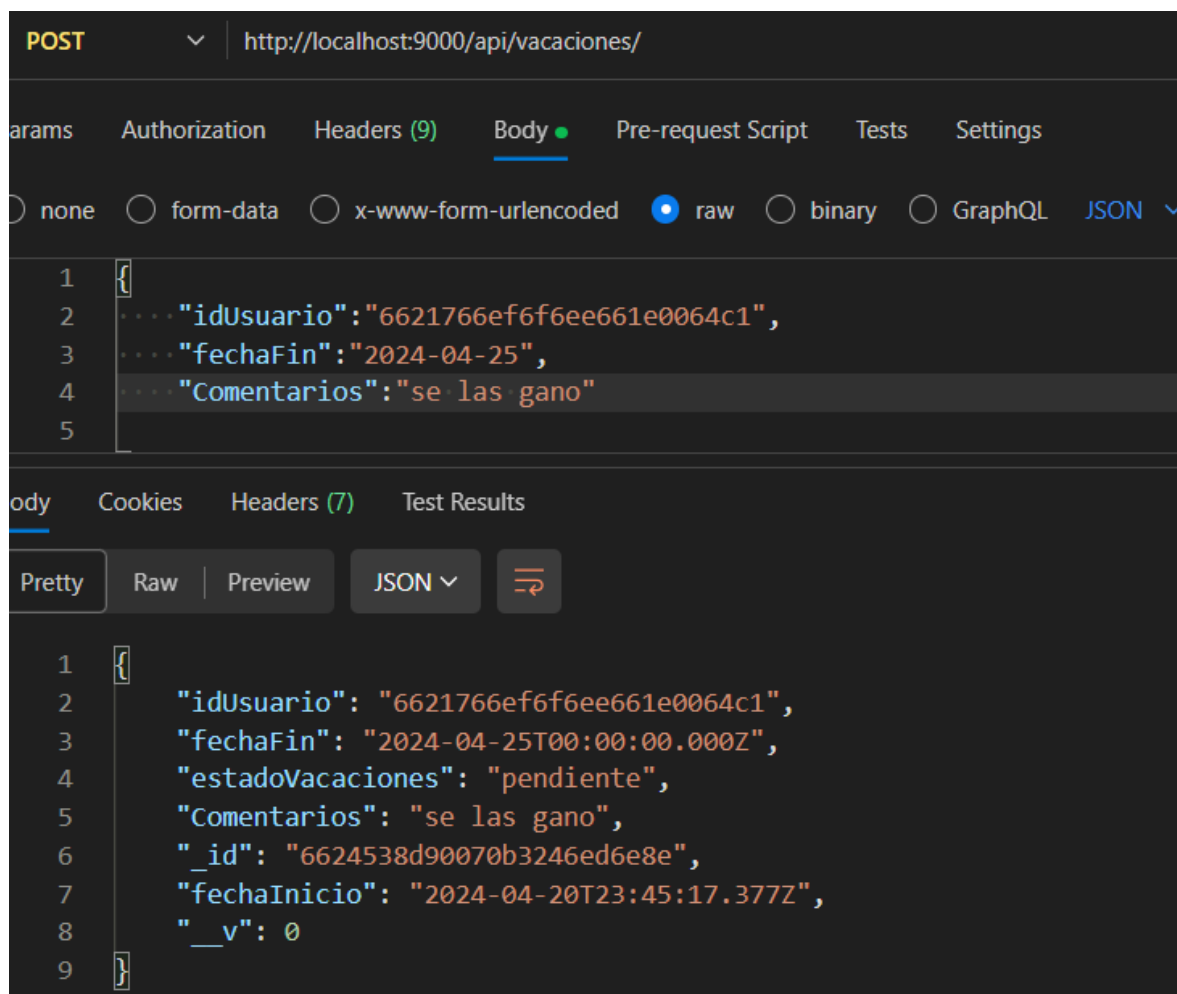 POST http://localhost:9000/api/vacaciones/
arams Authorization Headers (9) Body Pre-request Script Tests Settings
none form-data x-www-form-urlencoded raw binary GraphQL JSON
1 {
2 "idUsuario":"6621766ef6f6ee661e0064c1",
3 "fechaFin":"2024-04-25",
4 "Comentarios":"se las gano"
5
ody Cookies Headers (7) Test Results
Pretty Raw Preview JSON
1 {
2 "idUsuario": "6621766ef6f6ee661e0064c1",
3 "fechaFin": "2024-04-25T00:00:00.000Z",
4 "estadoVacaciones": "pendiente",
5 "Comentarios": "se las gano",
6 "_id": "6624538d90070b3246ed6e8e",
7 "fechaInicio": "2024-04-20T23:45:17.377Z",
8 "__v": 0
9 }